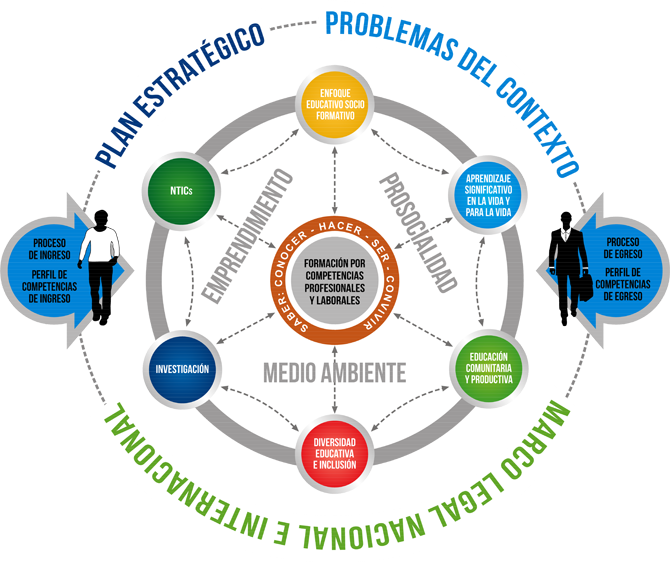 PLAN ESTRATÉGICO
PROBLEMAS DEL CONTEXTO
ENFOQUE
EDUCATIVO SOCIO
FORMATIVO
NTICs
APRENDIZAJE
SIGNIFICATIVO
EN LA VIDA Y
PARA LA VIDA
EMPRENDIMIENTO
PROSOCIALIDAD
PROCESO
DE INGRESO
PERFIL DE
COMPETENCIAS
DE INGRESO
SABER: CONOCER - HACER - SER - CONVIVIR
FORMACIÓN POR
COMPETENCIAS
PROFESIONALES
Y LABORALES
PROCESO
DE EGRESO
PERFIL DE
COMPETENCIAS
DE EGRESO
INVESTIGACIÓN
MEDIO AMBIENTE
EDUCACIÓN
COMUNITARIA
Y PRODUCTIVA
DIVERSIDAD
EDUCATIVA
E INCLUSIÓN
MARCO LEGAL NACIONAL E INTERNACIONAL